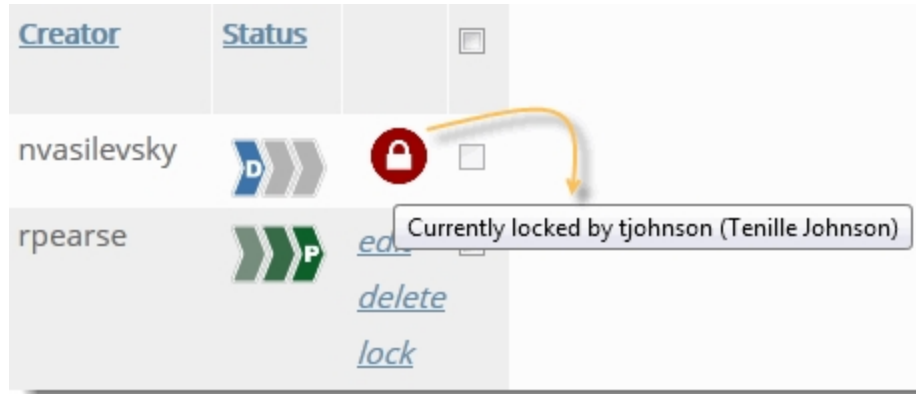 Creator Status
nvasilevsky D
Currently locked by tjohnson (Tenille Johnson)
rpearse P
delete
lock